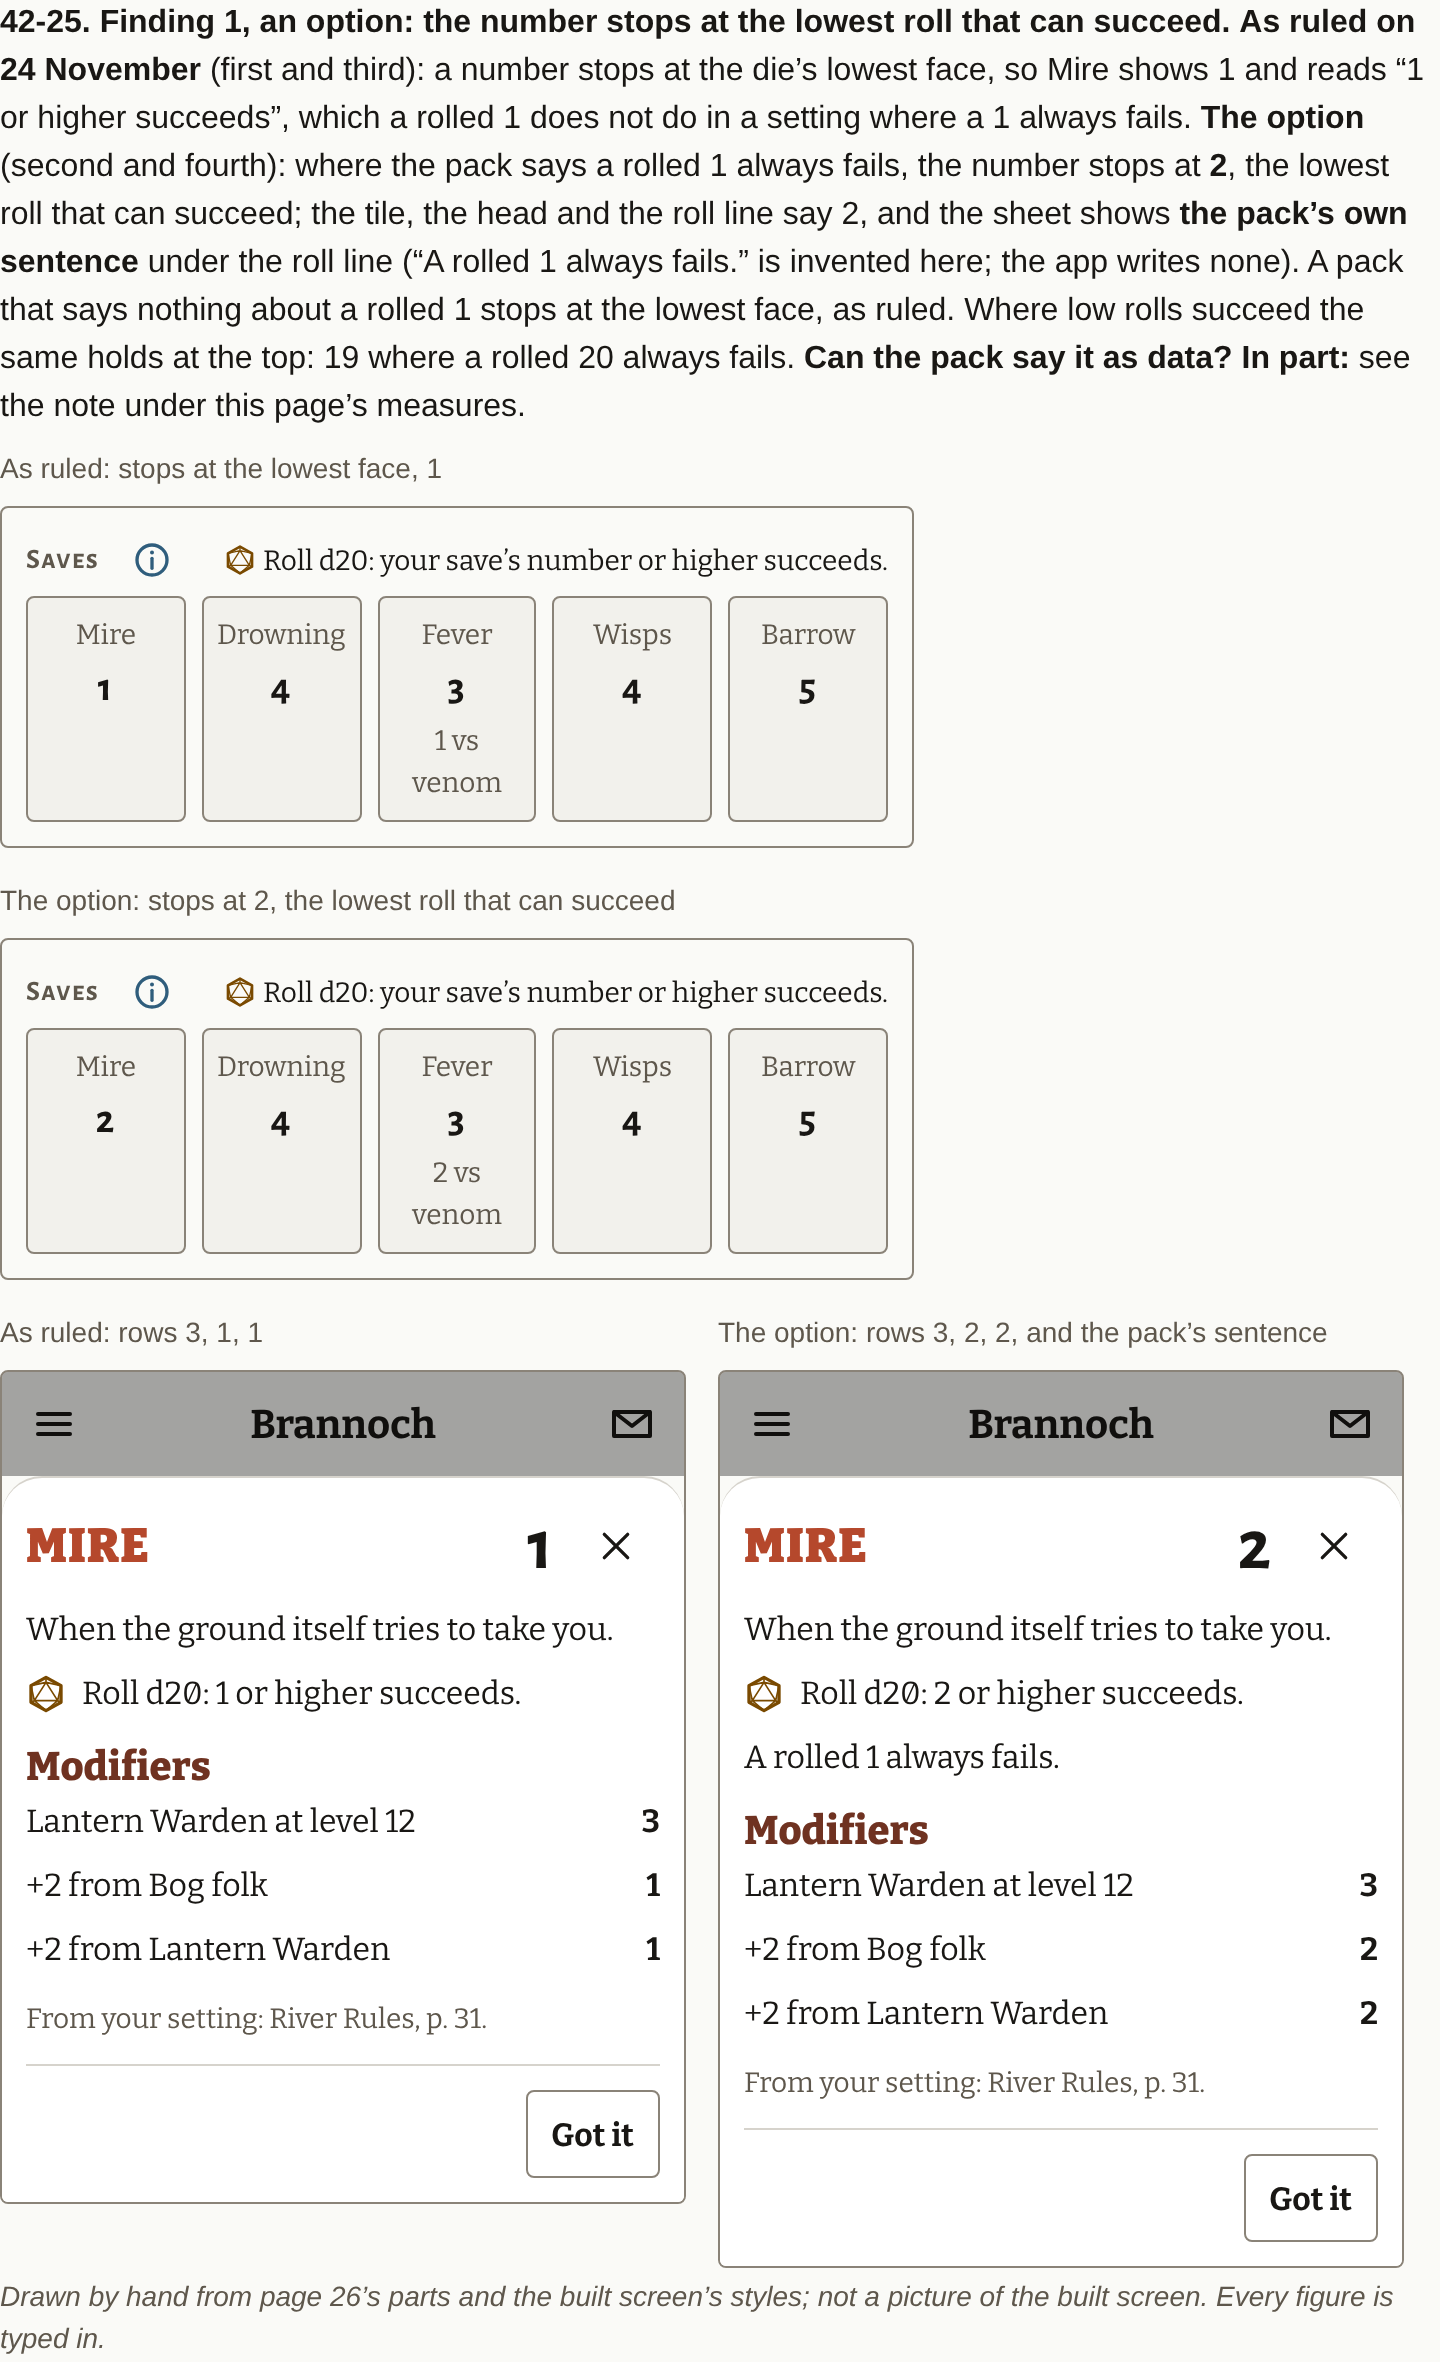 42-25. Finding 1, an option: the number stops at the lowest roll that can succeed. As ruled on
24 November (first and third): a number stops at the die’s lowest face, so Mire shows 1 and reads “1
or higher succeeds”, which a rolled 1 does not do in a setting where a 1 always fails. The option
(second and fourth): where the pack says a rolled 1 always fails, the number stops at 2, the lowest
roll that can succeed; the tile, the head and the roll line say 2, and the sheet shows the pack’s own
sentence under the roll line (“A rolled 1 always fails.” is invented here; the app writes none). A pack
that says nothing about a rolled 1 stops at the lowest face, as ruled. Where low rolls succeed the
same holds at the top: 19 where a rolled 20 always fails. Can the pack say it as data? In part: see
the note under this page’s measures.
As ruled: stops at the lowest face, 1
SAVES Roll d20: your save’s number or higher succeeds.
Mire Drowning Fever Wisps Barrow
1 4 3 4 5
1 vs
venom
The option: stops at 2, the lowest roll that can succeed
SAVES Roll d20: your save’s number or higher succeeds.
Mire Drowning Fever Wisps Barrow
2 4 3 4 5
2 vs
venom
As ruled: rows 3, 1, 1
Brannoch
MIRE 1
When the ground itself tries to take you.
Roll d20: 1 or higher succeeds.
Modifiers
Lantern Warden at level 12 3
+2 from Bog folk 1
+2 from Lantern Warden 1
From your setting: River Rules, p. 31.
Got it
The option: rows 3, 2, 2, and the pack’s sentence
Brannoch
MIRE 2
When the ground itself tries to take you.
Roll d20: 2 or higher succeeds.
A rolled 1 always fails.
Modifiers
Lantern Warden at level 12 3
+2 from Bog folk 2
+2 from Lantern Warden 2
From your setting: River Rules, p. 31.
Got it
Drawn by hand from page 26’s parts and the built screen’s styles; not a picture of the built screen. Every figure is
typed in.